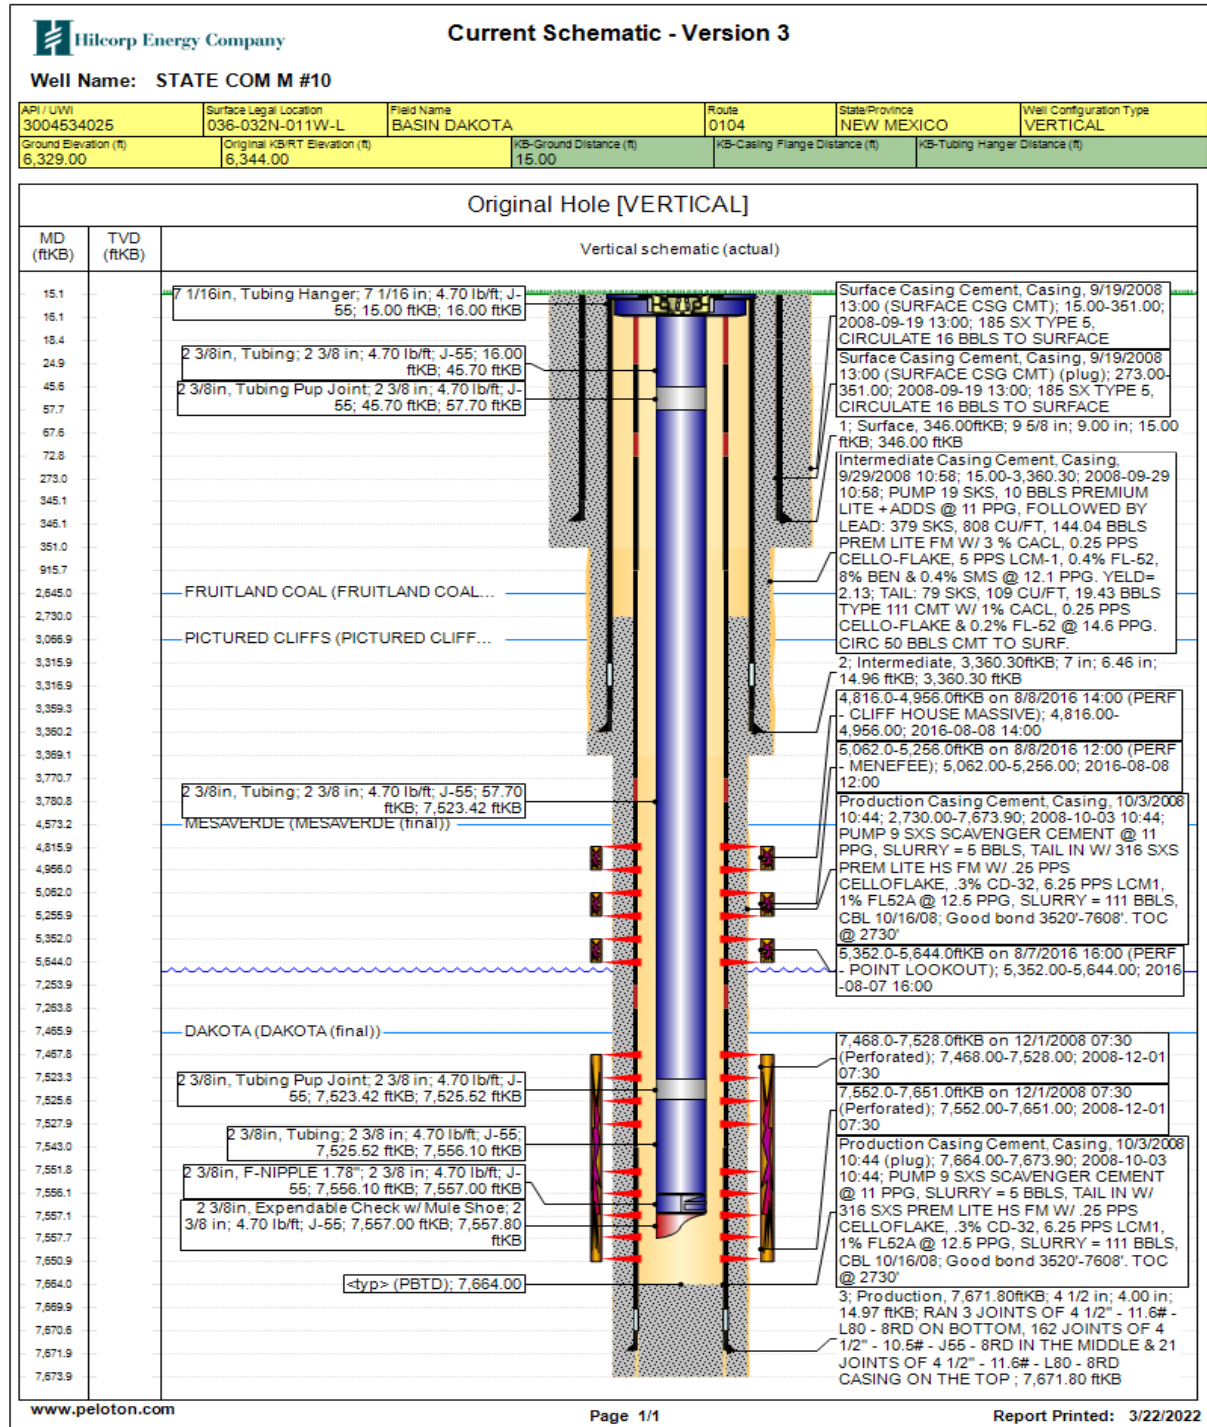 Hilcorp Energy Company
Current Schematic - Version 3
Well Name: STATE COM M #10
API / UWI
3004534025
Surface Legal Location
036-032N-011W-L
Field Name
BASIN DAKOTA
Route
0104
State/Province
NEW MEXICO
Well Configuration Type
VERTICAL
Ground Elevation (ft)
6,329.00
Original KB/RT Elevation (ft)
6,344.00
KB-Ground Distance (ft)
15.00
KB-Casing Flange Distance (ft)
KB-Tubing Hanger Distance (ft)
Original Hole [VERTICAL]
MD
(ftKB)
TVD
(ftKB)
Vertical schematic (actual)
15.1
16.1
18.4
24.9
45.6
57.7
67.6
72.8
273.0
345.1
346.1
351.0
915.7
2,645.0
2,730.0
3,066.9
3,315.9
3,316.9
3,359.3
3,360.2
3,369.1
3,770.7
3,780.8
4,573.2
4,815.9
4,956.0
5,062.0
5,255.9
5,352.0
5,644.0
7,253.9
7,263.8
7,465.9
7,467.8
7,523.3
7,525.6
7,527.9
7,543.0
7,551.8
7,556.1
7,557.1
7,557.7
7,650.9
7,664.0
7,669.9
7,670.6
7,671.9
7,673.9
7 1/16in, Tubing Hanger; 7 1/16 in; 4.70 lb/ft; J-
55; 15.00 ftKB; 16.00 ftKB
2 3/8in, Tubing; 2 3/8 in; 4.70 lb/ft; J-55; 16.00
ftKB; 45.70 ftKB
2 3/8in, Tubing Pup Joint; 2 3/8 in; 4.70 lb/ft; J-
55; 45.70 ftKB; 57.70 ftKB
FRUITLAND COAL (FRUITLAND COAL...
PICTURED CLIFFS (PICTURED CLIFF...
2 3/8in, Tubing; 2 3/8 in; 4.70 lb/ft; J-55; 57.70
ftKB; 7,523.42 ftKB
MESAVERDE (MESAVERDE (final))
DAKOTA (DAKOTA (final))
2 3/8in, Tubing Pup Joint; 2 3/8 in; 4.70 lb/ft; J-
55; 7,523.42 ftKB; 7,525.52 ftKB
2 3/8in, Tubing; 2 3/8 in; 4.70 lb/ft; J-55;
7,525.52 ftKB; 7,556.10 ftKB
2 3/8in, F-NIPPLE 1.78"; 2 3/8 in; 4.70 lb/ft; J-
55; 7,556.10 ftKB; 7,557.00 ftKB
2 3/8in, Expendable Check w/ Mule Shoe; 2
3/8 in; 4.70 lb/ft; J-55; 7,557.00 ftKB; 7,557.80
ftKB
<typ> (PBTD); 7,664.00
Surface Casing Cement, Casing, 9/19/2008
13:00 (SURFACE CSG CMT); 15.00-351.00;
2008-09-19 13:00; 185 SX TYPE 5,
CIRCULATE 16 BBLS TO SURFACE
Surface Casing Cement, Casing, 9/19/2008
13:00 (SURFACE CSG CMT) (plug); 273.00-
351.00; 2008-09-19 13:00; 185 SX TYPE 5,
CIRCULATE 16 BBLS TO SURFACE
1; Surface, 346.00ftKB; 9 5/8 in; 9.00 in; 15.00
ftKB; 346.00 ftKB
Intermediate Casing Cement, Casing,
9/29/2008 10:58; 15.00-3,360.30; 2008-09-29
10:58; PUMP 19 SKS, 10 BBLS PREMIUM
LITE + ADDS @ 11 PPG, FOLLOWED BY
LEAD: 379 SKS, 808 CU/FT, 144.04 BBLS
PREM LITE FM W/ 3 % CACL, 0.25 PPS
CELLO-FLAKE, 5 PPS LCM-1, 0.4% FL-52,
8% BEN & 0.4% SMS @ 12.1 PPG. YELD=
2.13; TAIL: 79 SKS, 109 CU/FT, 19.43 BBLS
TYPE 111 CMT W/ 1% CACL, 0.25 PPS
CELLO-FLAKE & 0.2% FL-52 @ 14.6 PPG.
CIRC 50 BBLS CMT TO SURF.
2; Intermediate, 3,360.30ftKB; 7 in; 6.46 in;
14.96 ftKB; 3,360.30 ftKB
4,816.0-4,956.0ftKB on 8/8/2016 14:00 (PERF
- CLIFF HOUSE MASSIVE); 4,816.00-
4,956.00; 2016-08-08 14:00
5,062.0-5,256.0ftKB on 8/8/2016 12:00 (PERF
- MENEFEE); 5,062.00-5,256.00; 2016-08-08
12:00
Production Casing Cement, Casing, 10/3/2008
10:44; 2,730.00-7,673.90; 2008-10-03 10:44;
PUMP 9 SXS SCAVENGER CEMENT @ 11
PPG, SLURRY = 5 BBLS, TAIL IN W/ 316 SXS
PREM LITE HS FM W/ .25 PPS
CELLOFLAKE, .3% CD-32, 6.25 PPS LCM1,
1% FL52A @ 12.5 PPG, SLURRY = 111 BBLS,
CBL 10/16/08; Good bond 3520'-7608'. TOC
@ 2730'
5,352.0-5,644.0ftKB on 8/7/2016 16:00 (PERF
- POINT LOOKOUT); 5,352.00-5,644.00; 2016
-08-07 16:00
7,468.0-7,528.0ftKB on 12/1/2008 07:30
(Perforated); 7,468.00-7,528.00; 2008-12-01
07:30
7,552.0-7,651.0ftKB on 12/1/2008 07:30
(Perforated); 7,552.00-7,651.00; 2008-12-01
07:30
Production Casing Cement, Casing, 10/3/2008
10:44 (plug); 7,664.00-7,673.90; 2008-10-03
10:44; PUMP 9 SXS SCAVENGER CEMENT
@ 11 PPG, SLURRY = 5 BBLS, TAIL IN W/
316 SXS PREM LITE HS FM W/ .25 PPS
CELLOFLAKE, .3% CD-32, 6.25 PPS LCM1,
1% FL52A @ 12.5 PPG, SLURRY = 111 BBLS,
CBL 10/16/08; Good bond 3520'-7608'. TOC
@ 2730'
3; Production, 7,671.80ftKB; 4 1/2 in; 4.00 in;
14.97 ftKB; RAN 3 JOINTS OF 4 1/2" - 11.6# -
L80 - 8RD ON BOTTOM, 162 JOINTS OF 4
1/2" - 10.5# - J55 - 8RD IN THE MIDDLE & 21
JOINTS OF 4 1/2" - 11.6# - L80 - 8RD
CASING ON THE TOP ; 7,671.80 ftKB
www.peloton.com
Page 1/1
Report Printed: 3/22/2022